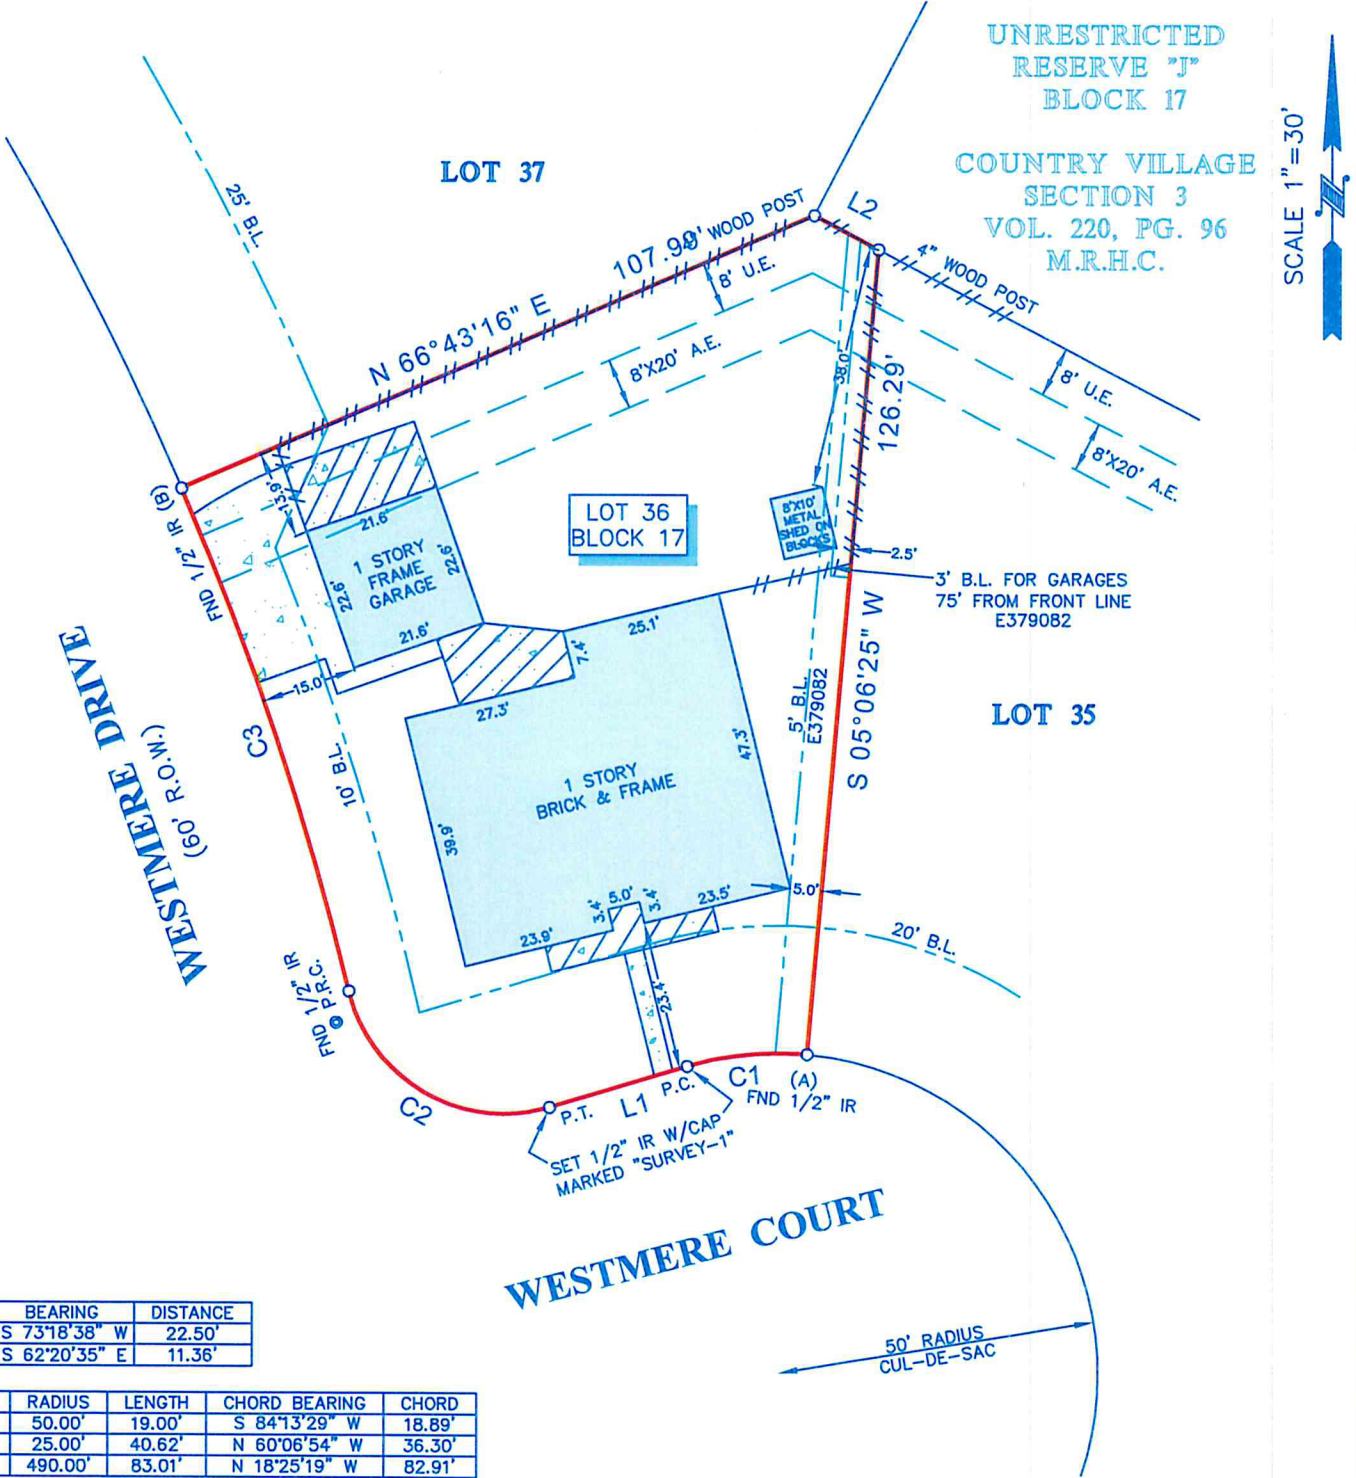 UNRESTRICTED
RESERVE "J"
BLOCK 17
COUNTRY VILLAGE
SECTION 3
VOL. 220, PG. 96
M.R.H.C.
SCALE 1"=30'
LOT 37
25' B.L.
L2
4" WOOD POST
107.99'
WOOD POST
8' U.E.
N 66°43'16" E
8'X20' A.E.
38.0'
126.29'
8' U.E.
8'X20' A.E.
FND 1/2" IR (B)
13.9'
21.6'
1 STORY
FRAME
GARAGE
22.6'
22.6'
21.6'
LOT 36
BLOCK 17
8'X10'
METAL
SHED ON
BLOCKS
2.5'
3' B.L. FOR GARAGES
75' FROM FRONT LINE
E379082
25.1'
7.4'
15.0'
27.3'
5' B.L.
E379082
S 05°06'25" W
LOT 35
WESTMERE DRIVE
(60' R.O.W.)
C3
10' B.L.
1 STORY
BRICK & FRAME
47.3'
39.9'
5.0'
3.4'
5.0'
3.4'
23.5'
23.9'
20' B.L.
23.4'
FND 1/2" IR
@ P.R.C.
C2
P.T.
L1
P.C.
C1
(A)
FND 1/2" IR
SET 1/2" IR W/CAP
MARKED "SURVEY-1"
WESTMERE COURT
50' RADIUS
CUL-DE-SAC
BEARING DISTANCE
S 73°18'38" W 22.50'
S 62°20'35" E 11.36'
RADIUS LENGTH CHORD BEARING CHORD
50.00' 19.00' S 84°13'29" W 18.89'
25.00' 40.62' N 60°06'54" W 36.30'
490.00' 83.01' N 18°25'19" W 82.91'